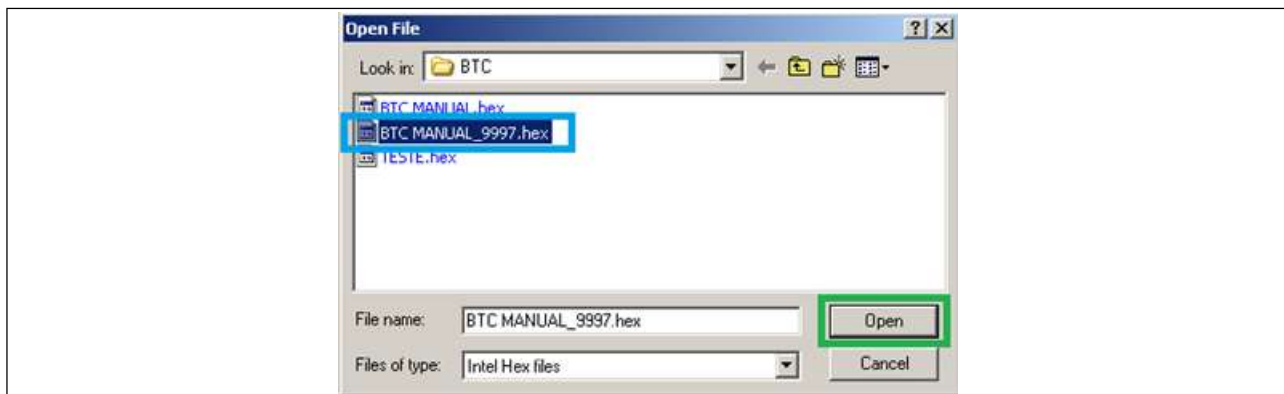 Open File
Look in: BTC
BTC MANUAL.hex
BTC MANUAL_9997.hex
TESTE.hex
File name: BTC MANUAL_9997.hex
Open
Files of type: Intel Hex files
Cancel